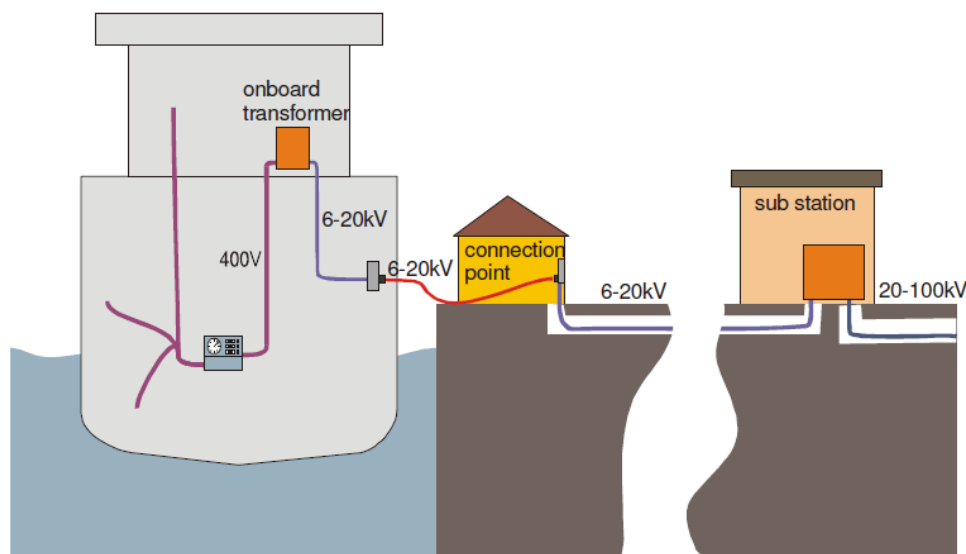 onboard
transformer
6-20kV
400V
6-20kV
connection
point
6-20kV
sub station
20-100kV